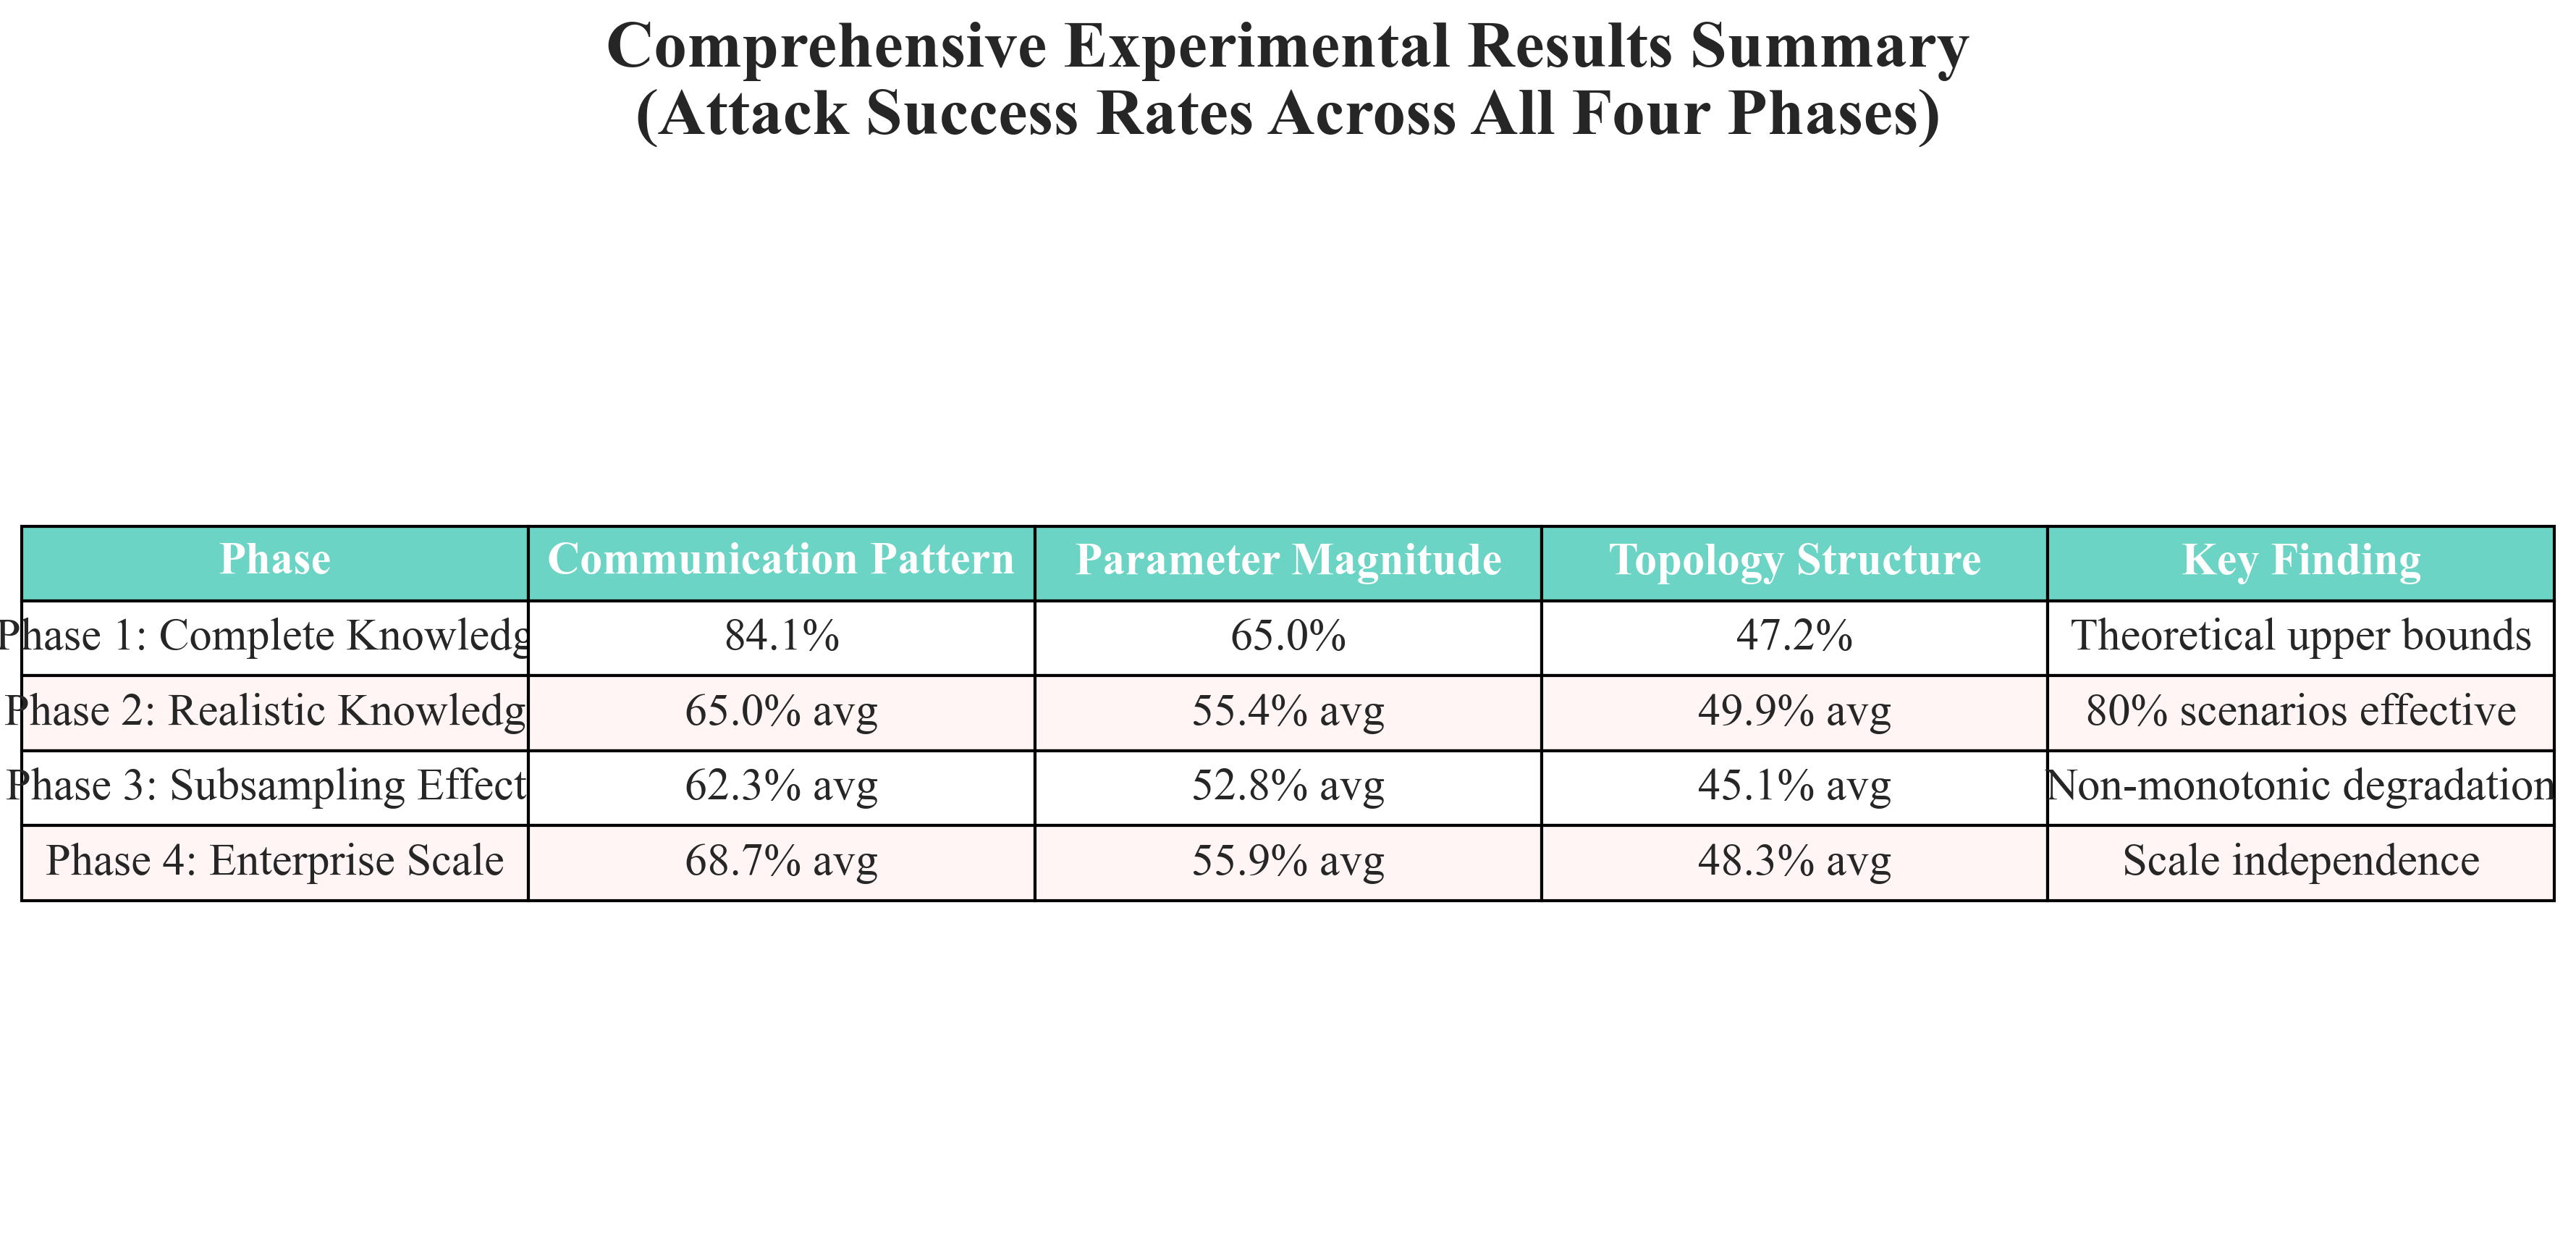 Comprehensive Experimental Results Summary
(Attack Success Rates Across All Four Phases)
Phase Communication Pattern Parameter Magnitude Topology Structure Key Finding
Phase 1: Complete Knowledg 84.1% 65.0% 47.2% Theoretical upper bounds
Phase 2: Realistic Knowledg 65.0% avg 55.4% avg 49.9% avg 80% scenarios effective
Phase 3: Subsampling Effect 62.3% avg 52.8% avg 45.1% avg Non-monotonic degradation
Phase 4: Enterprise Scale 68.7% avg 55.9% avg 48.3% avg Scale independence